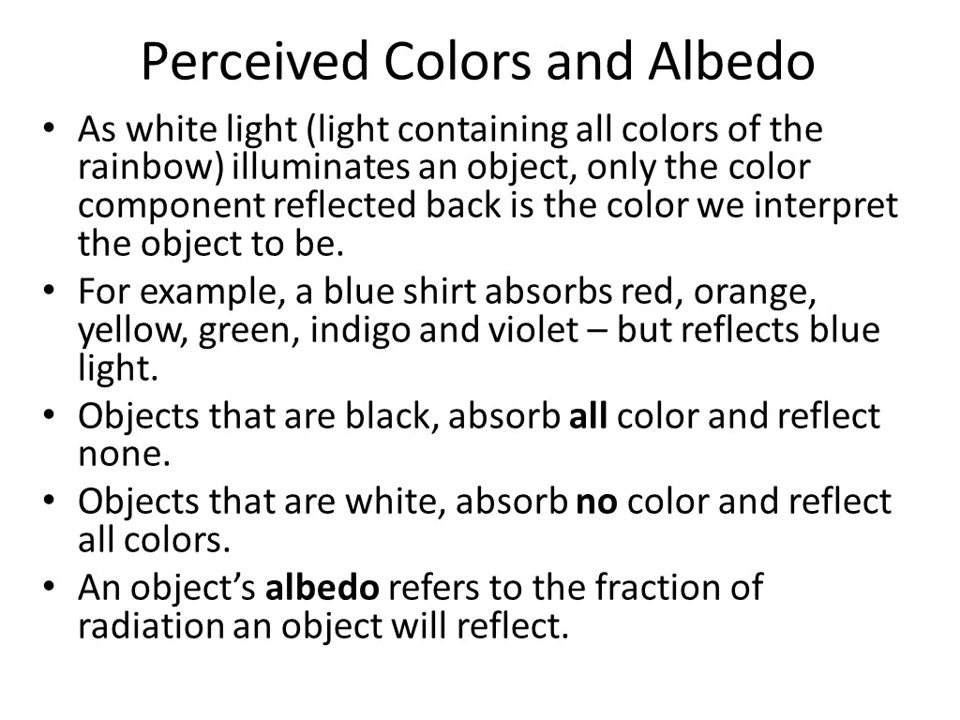 Perceived Colors and Albedo
• As white light (light containing all colors of the
rainbow) illuminates an object, only the color
component reflected back is the color we interpret
the object to be.
• For example, a blue shirt absorbs red, orange,
yellow, green, indigo and violet – but reflects blue
light.
• Objects that are black, absorb all color and reflect
none.
• Objects that are white, absorb no color and reflect
all colors.
• An object’s albedo refers to the fraction of
radiation an object will reflect.